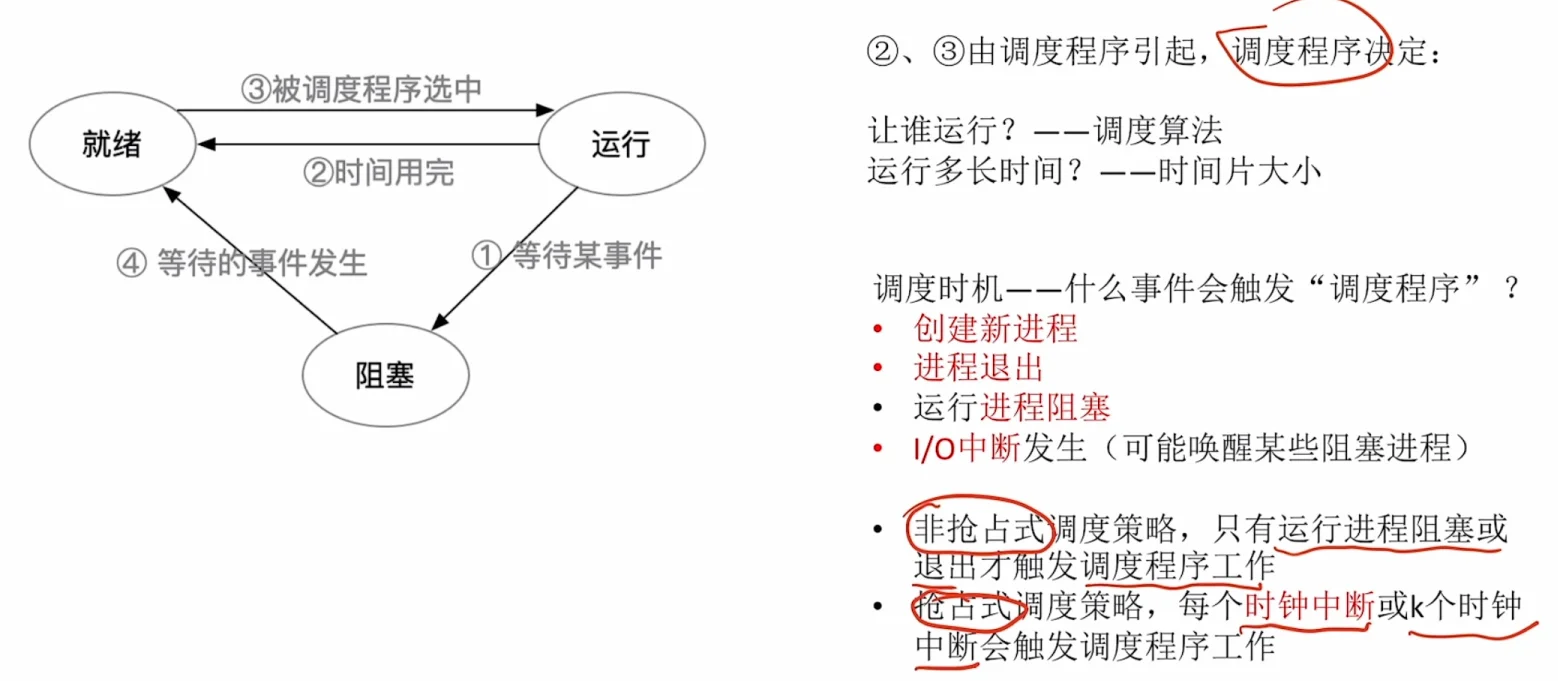 ③被调度程序选中
就绪
运行
②时间用完
④ 等待的事件发生
① 等待某事件
阻塞
②、③由调度程序引起，调度程序决定：
让谁运行？——调度算法
运行多长时间？——时间片大小
调度时机——什么事件会触发“调度程序”？
• 创建新进程
• 进程退出
• 运行进程阻塞
• I/O中断发生（可能唤醒某些阻塞进程）
• 非抢占式调度策略，只有运行进程阻塞或
退出才触发调度程序工作
• 抢占式调度策略，每个时钟中断或k个时钟
中断会触发调度程序工作